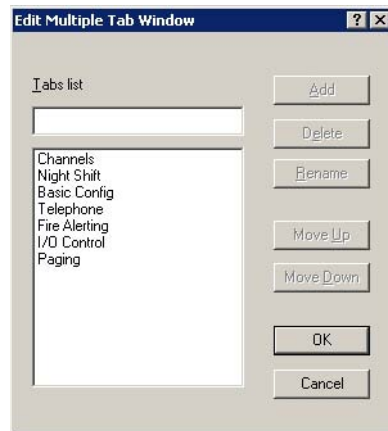 Edit Multiple Tab Window
Tabs list
Add
Delete
Rename
Channels
Night Shift
Basic Config
Telephone
Fire Alerting
I/O Control
Paging
Move Up
Move Down
OK
Cancel